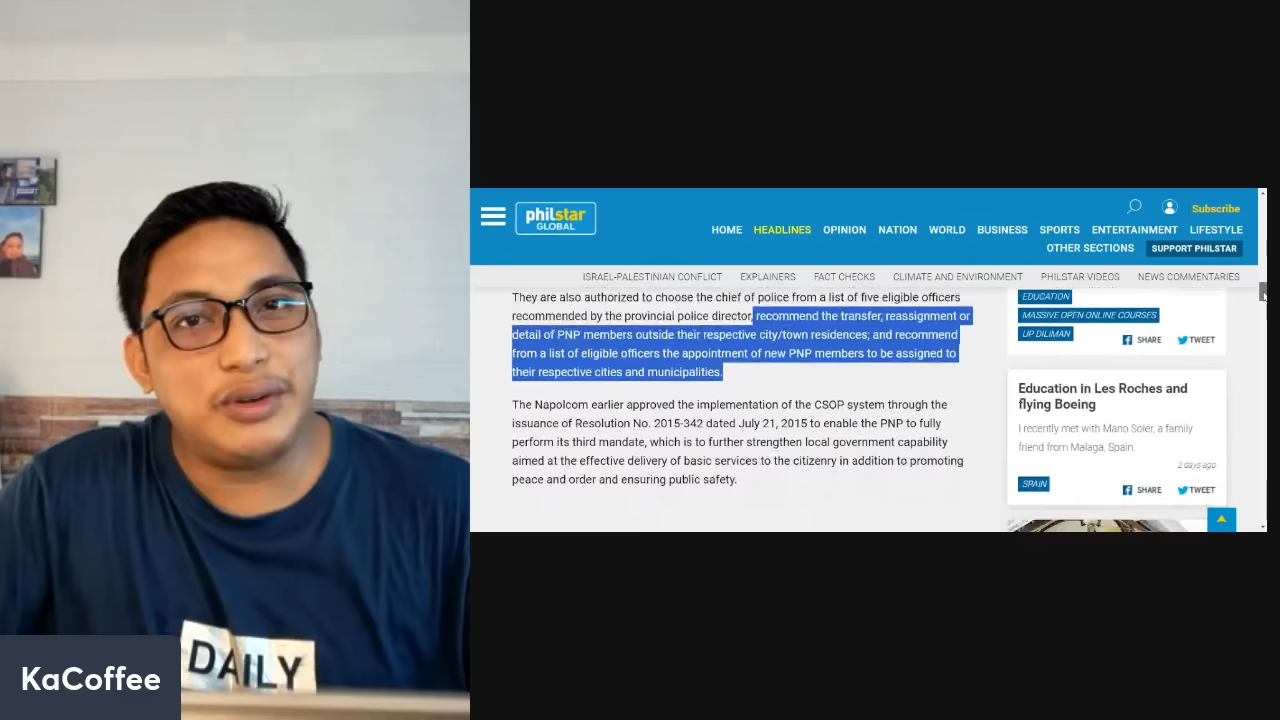 DAILY
KaCoffee
philstar
GLOBAL
Subscribe
HOME HEADLINES OPINION NATION WORLD BUSINESS SPORTS ENTERTAINMENT LIFESTYLE
OTHER SECTIONS SUPPORT PHILSTAR
ISRAEL-PALESTINIAN CONFLICT EXPLAINERS FACT CHECKS CLIMATE AND ENVIRONMENT PHILSTAR VIDEOS NEWS COMMENTARIES
They are also authorized to choose the chief of police from a list of five eligible officers
recommended by the provincial police director, recommend the transfer, reassignment or
detail of PNP members outside their respective city/town residences; and recommend
from a list of eligible officers the appointment of new PNP members to be assigned to
their respective cities and municipalities.
The Napolcom earlier approved the implementation of the CSOP system through the
issuance of Resolution No. 2015-342 dated July 21, 2015 to enable the PNP to fully
perform its third mandate, which is to further strengthen local government capability
aimed at the effective delivery of basic services to the citizenry in addition to promoting
peace and order and ensuring public safety.
EDUCATION
MASSIVE OPEN ONLINE COURSES
UP DILIMAN
SHARE TWEET
Education in Les Roches and
flying Boeing
I recently met with Mano Soler, a family
friend from Malaga, Spain.
2 days ago
SPAIN
SHARE TWEET